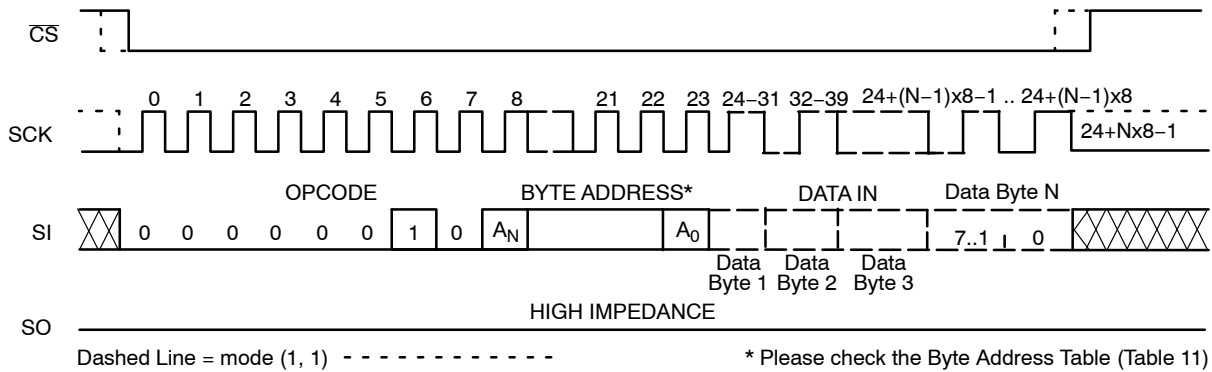 CS
0 1 2 3 4 5 6 7 8 21 22 23 24–31 32–39 24+(N–1)x8–1 .. 24+(N–1)x8
SCK
24+Nx8–1
OPCODE BYTE ADDRESS* DATA IN Data Byte N
SI 0 0 0 0 0 0 1 0 AN A0 7..1 0
Data Byte 1
Data Byte 2
Data Byte 3
HIGH IMPEDANCE
SO
Dashed Line = mode (1, 1) * Please check the Byte Address Table (Table 11)